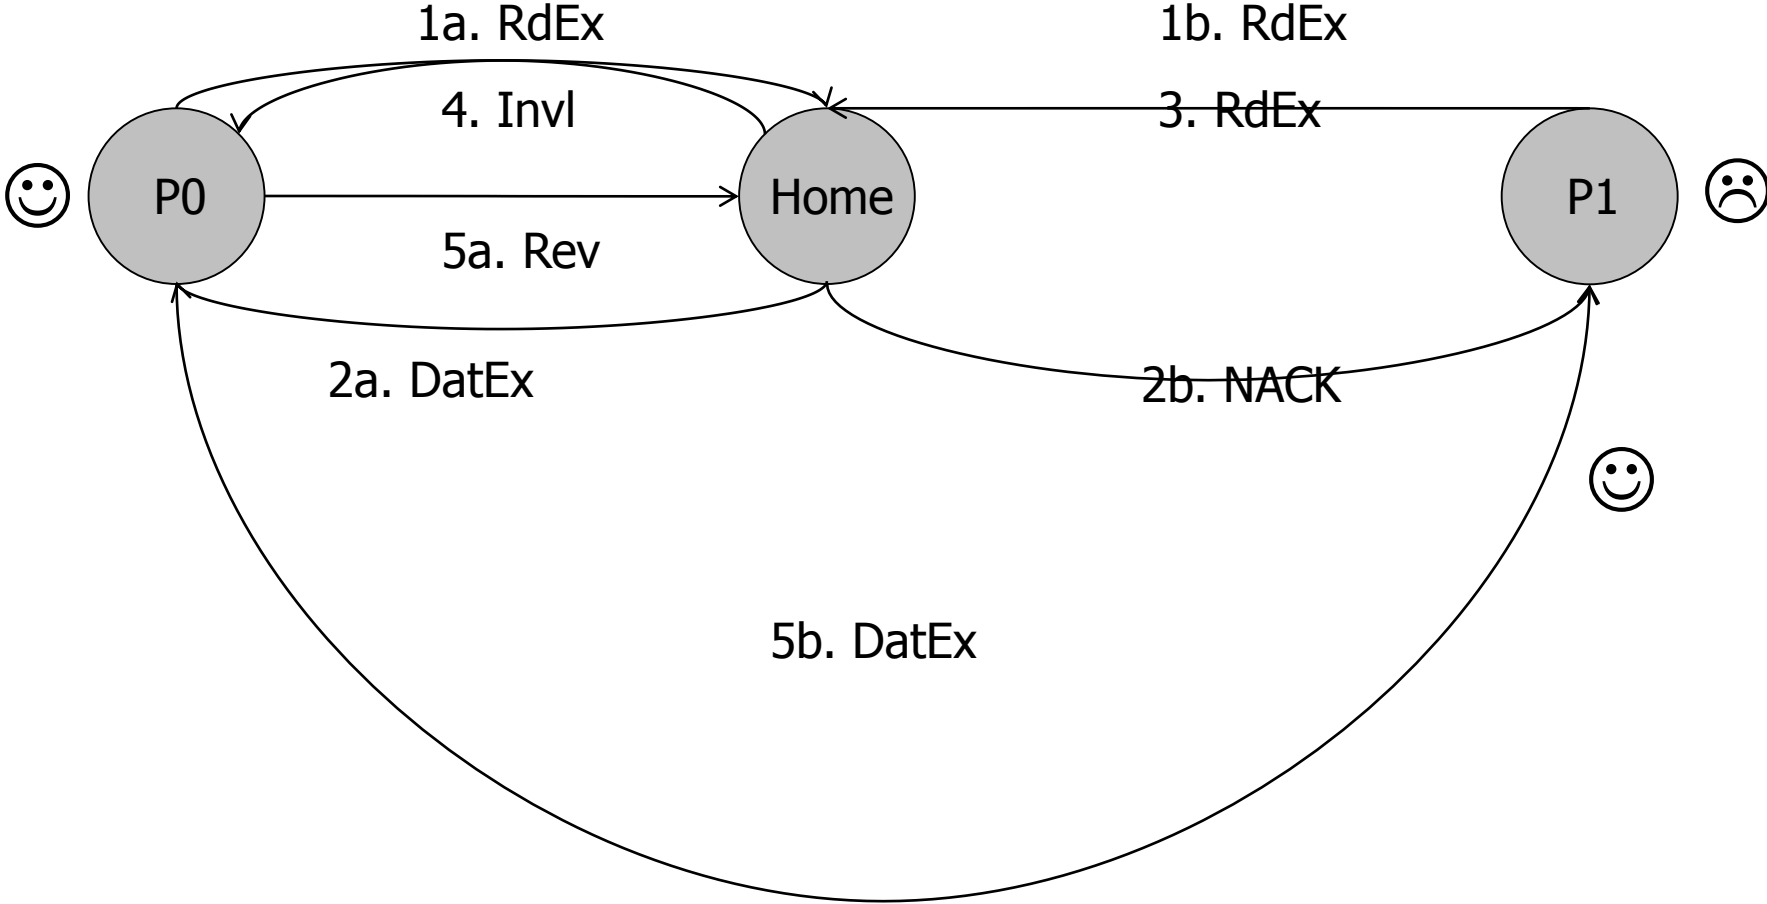 1a. RdEx
1b. RdEx
4. Invl
3. RdEx
P0
Home
P1
5a. Rev
2a. DatEx
2b. NACK
5b. DatEx